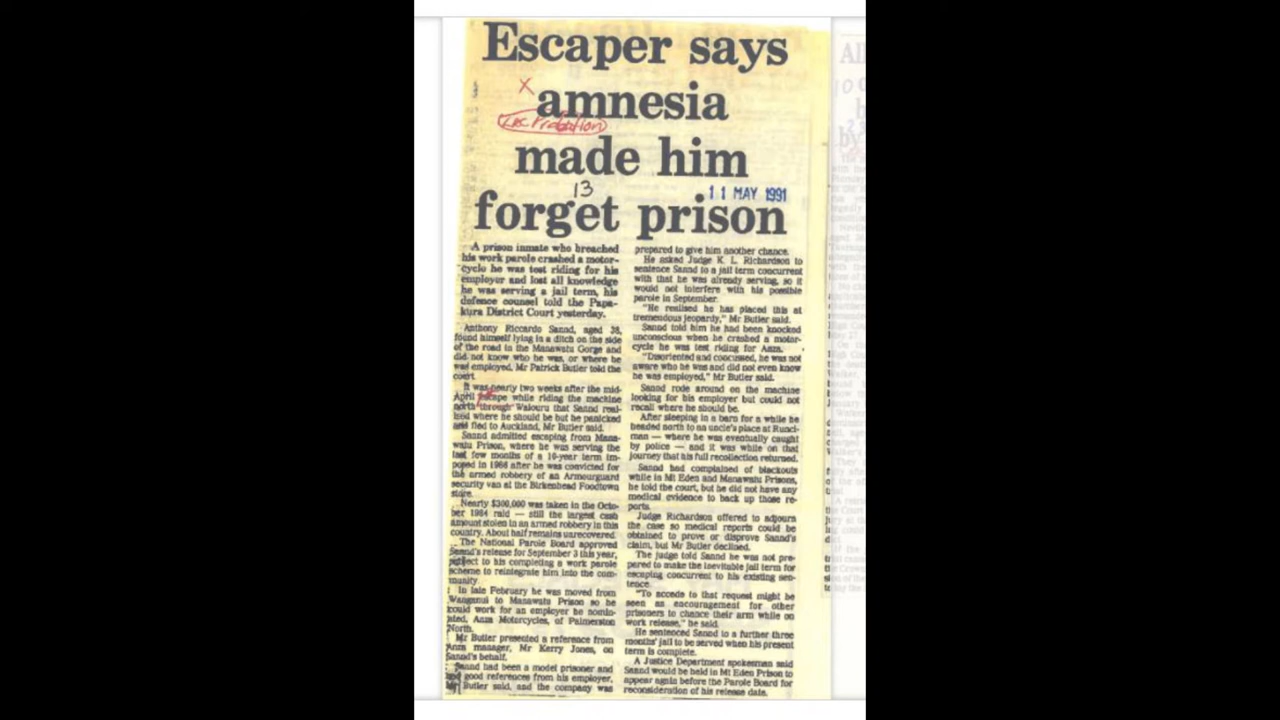 Escaper says
amnesia
made him
forget prison
x
13
11 MAY 1991
A prison inmate who breached
his work parole crashed a motor-
cycle he was test riding for his
employer and lost all knowledge
he was serving a jail term, his
defence counsel told the Papa-
kura District Court yesterday.
Anthony Riccardo Sannd, aged 38,
found himself lying in a ditch on the side
of the road in the Manawatu Gorge and
did not know who he was, or where he
was employed, Mr Patrick Butler told the
court.
It was nearly two weeks after the mid-
April escape while riding the machine
north through Waiouru that Sannd real-
ised where he should be but he panicked
and fled to Auckland, Mr Butler said.
Sannd admitted escaping from Mana-
watu Prison, where he was serving the
last few months of a 10-year term im-
posed in 1986 after he was convicted for
the armed robbery of an Armourguard
security van at the Birkenhead Foodtown
store.
Nearly $300,000 was taken in the Octo-
ber 1984 raid — still the largest cash
amount stolen in an armed robbery in this
country. About half remains unrecovered.
The National Parole Board approved
Sannd's release for September 3 this year,
subject to his completing a work parole
scheme to reintegrate him into the com-
munity.
In late February he was moved from
Wanganui to Manawatu Prison so he
could work for an employer he nomin-
ated, Anza Motorcycles, of Palmerston
North.
Mr Butler presented a reference from
Anza manager, Mr Kerry Jones, on
Sannd's behalf.
Sannd had been a model prisoner and
had good references from his employer,
Mr Butler said, and the company was
prepared to give him another chance.
He asked Judge K. L. Richardson to
sentence Sannd to a jail term concurrent
with that he was already serving, so it
would not interfere with his possible
parole in September.
"He realised he has placed this at
tremendous jeopardy," Mr Butler said.
Sannd told him he had been knocked
unconscious when he crashed a motor-
cycle he was test riding for Anza.
"Disoriented and concussed, he was not
aware who he was and did not even know
he was employed," Mr Butler said.
Sannd rode around on the machine
looking for his employer but could not
recall where he should be.
After sleeping in a barn for a while he
headed north to na uncle's place at Runci-
man — where he was eventually caught
by police — and it was while on that
journey that his full recollection returned.
Sannd had complained of blackouts
while in Mt Eden and Manawatu Prisons,
he told the court, but he did not have any
medical evidence to back up those re-
ports.
Judge Richardson offered to adjourn
the case so medical reports could be
obtained to prove or disprove Sannd's
claim, but Mr Butler declined.
The judge told Sannd he was not pre-
pared to make the inevitable jail term for
escaping concurrent to his existing sen-
tence.
"To accede to that request might be
seen as encouragement for other
prisoners to chance their arm while on
work release," he said.
He sentenced Sannd to a further three
months' jail to be served when his present
term is complete.
A Justice Department spokesman said
Sannd would be held in Mt Eden Prison to
appear again before the Parole Board for
reconsideration of his release date.